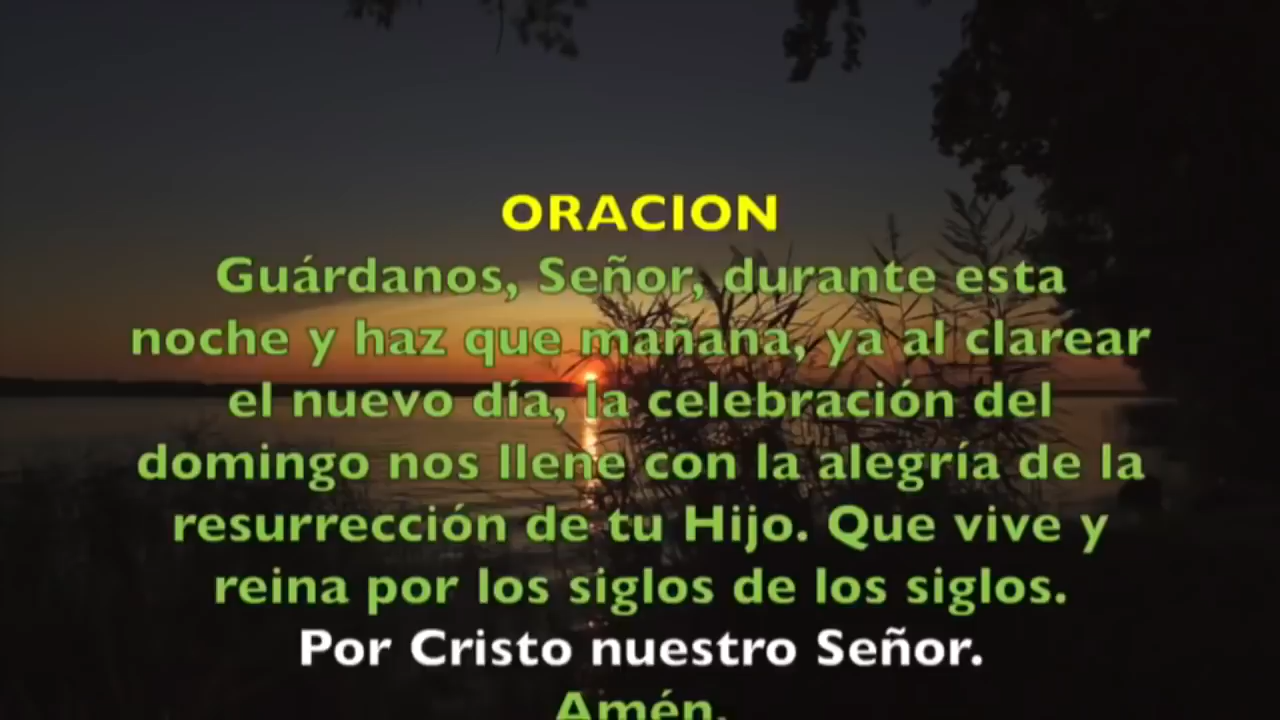 ORACION
Guárdanos, Señor, durante esta
noche y haz que mañana, ya al clarear
el nuevo día, la celebración del
domingo nos llene con la alegría de la
resurrección de tu Hijo. Que vive y
reina por los siglos de los siglos.
Por Cristo nuestro Señor.
Amén.